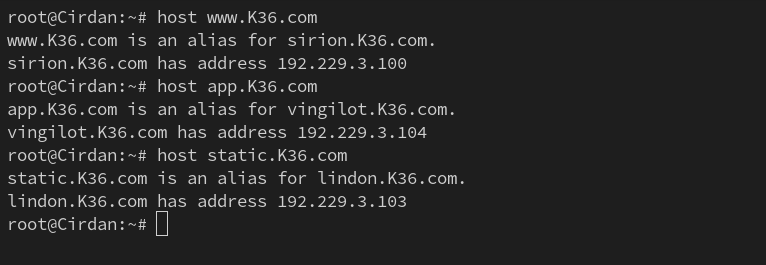 root@Cirdan:~# host www.K36.com
www.K36.com is an alias for sirion.K36.com.
sirion.K36.com has address 192.229.3.100
root@Cirdan:~# host app.K36.com
app.K36.com is an alias for vingilot.K36.com.
vingilot.K36.com has address 192.229.3.104
root@Cirdan:~# host static.K36.com
static.K36.com is an alias for lindon.K36.com.
lindon.K36.com has address 192.229.3.103
root@Cirdan:~#